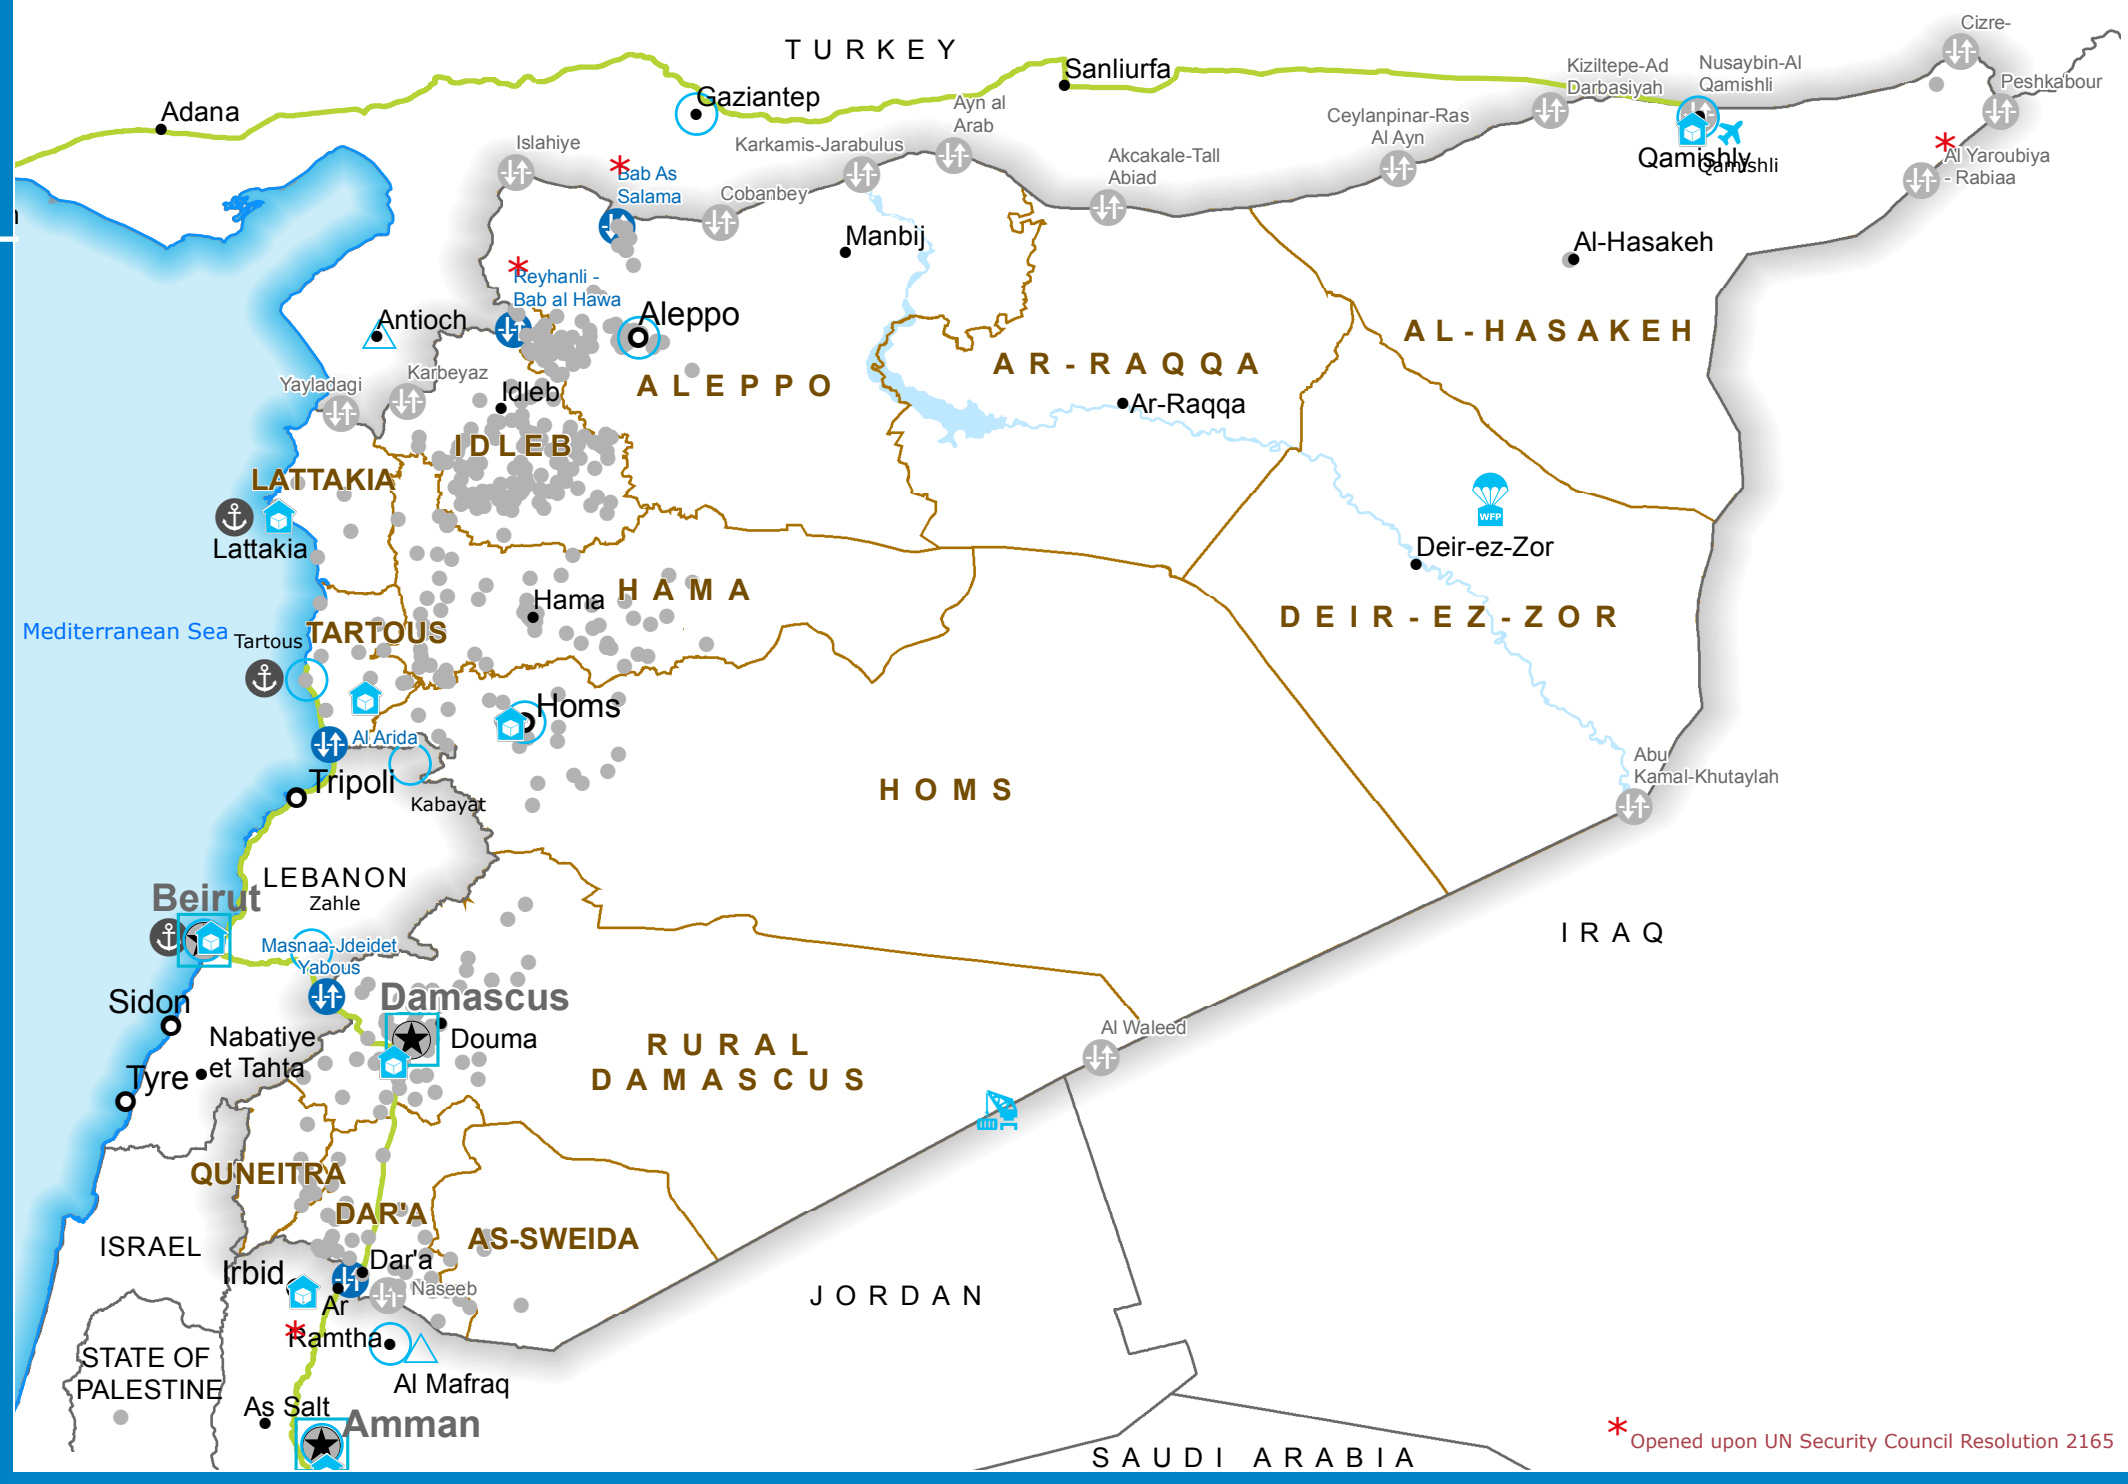 TURKEY
Cizre-
Sanliurfa
Kiziltepe-Ad
Darbasiyah
Nusaybin-Al
Qamishli
Peshkabour
Gaziantep
Adana
Ayn al
Arab
Ceylanpinar-Ras
Al Ayn
Islahiye
Karkamis-Jarabulus
Akcakale-Tall
Abiad
Qamishly
Qamishli
Al Yaroubiya
- Rabiaa
Bab As
Salama
Cobanbey
Manbij
Al-Hasakeh
Reyhanli -
Bab al Hawa
Antioch
Aleppo
AL-HASAKEH
AR-RAQQA
Karbeyaz
Yayladagi
Idleb
ALEPPO
Ar-Raqqa
IDLEB
LATTAKIA
WFP
Lattakia
Deir-ez-Zor
HAMA
Hama
DEIR-EZ-ZOR
Mediterranean Sea
Tartous
TARTOUS
Homs
Al Arida
Abu
Kamal-Khutaylah
Tripoli
Kabayat
HOMS
LEBANON
Zahle
Beirut
IRAQ
Masnaa-Jdeidet
Yabous
Damascus
Sidon
Nabatiye
et Tahta
Douma
Al Waleed
RURAL
DAMASCUS
Tyre
QUNEITRA
DAR'A
AS-SWEIDA
ISRAEL
Irbid
Dar'a
Naseeb
JORDAN
Ar
Ramtha
STATE OF
PALESTINE
Al Mafraq
As Salt
Amman
*Opened upon UN Security Council Resolution 2165
SAUDI ARABIA